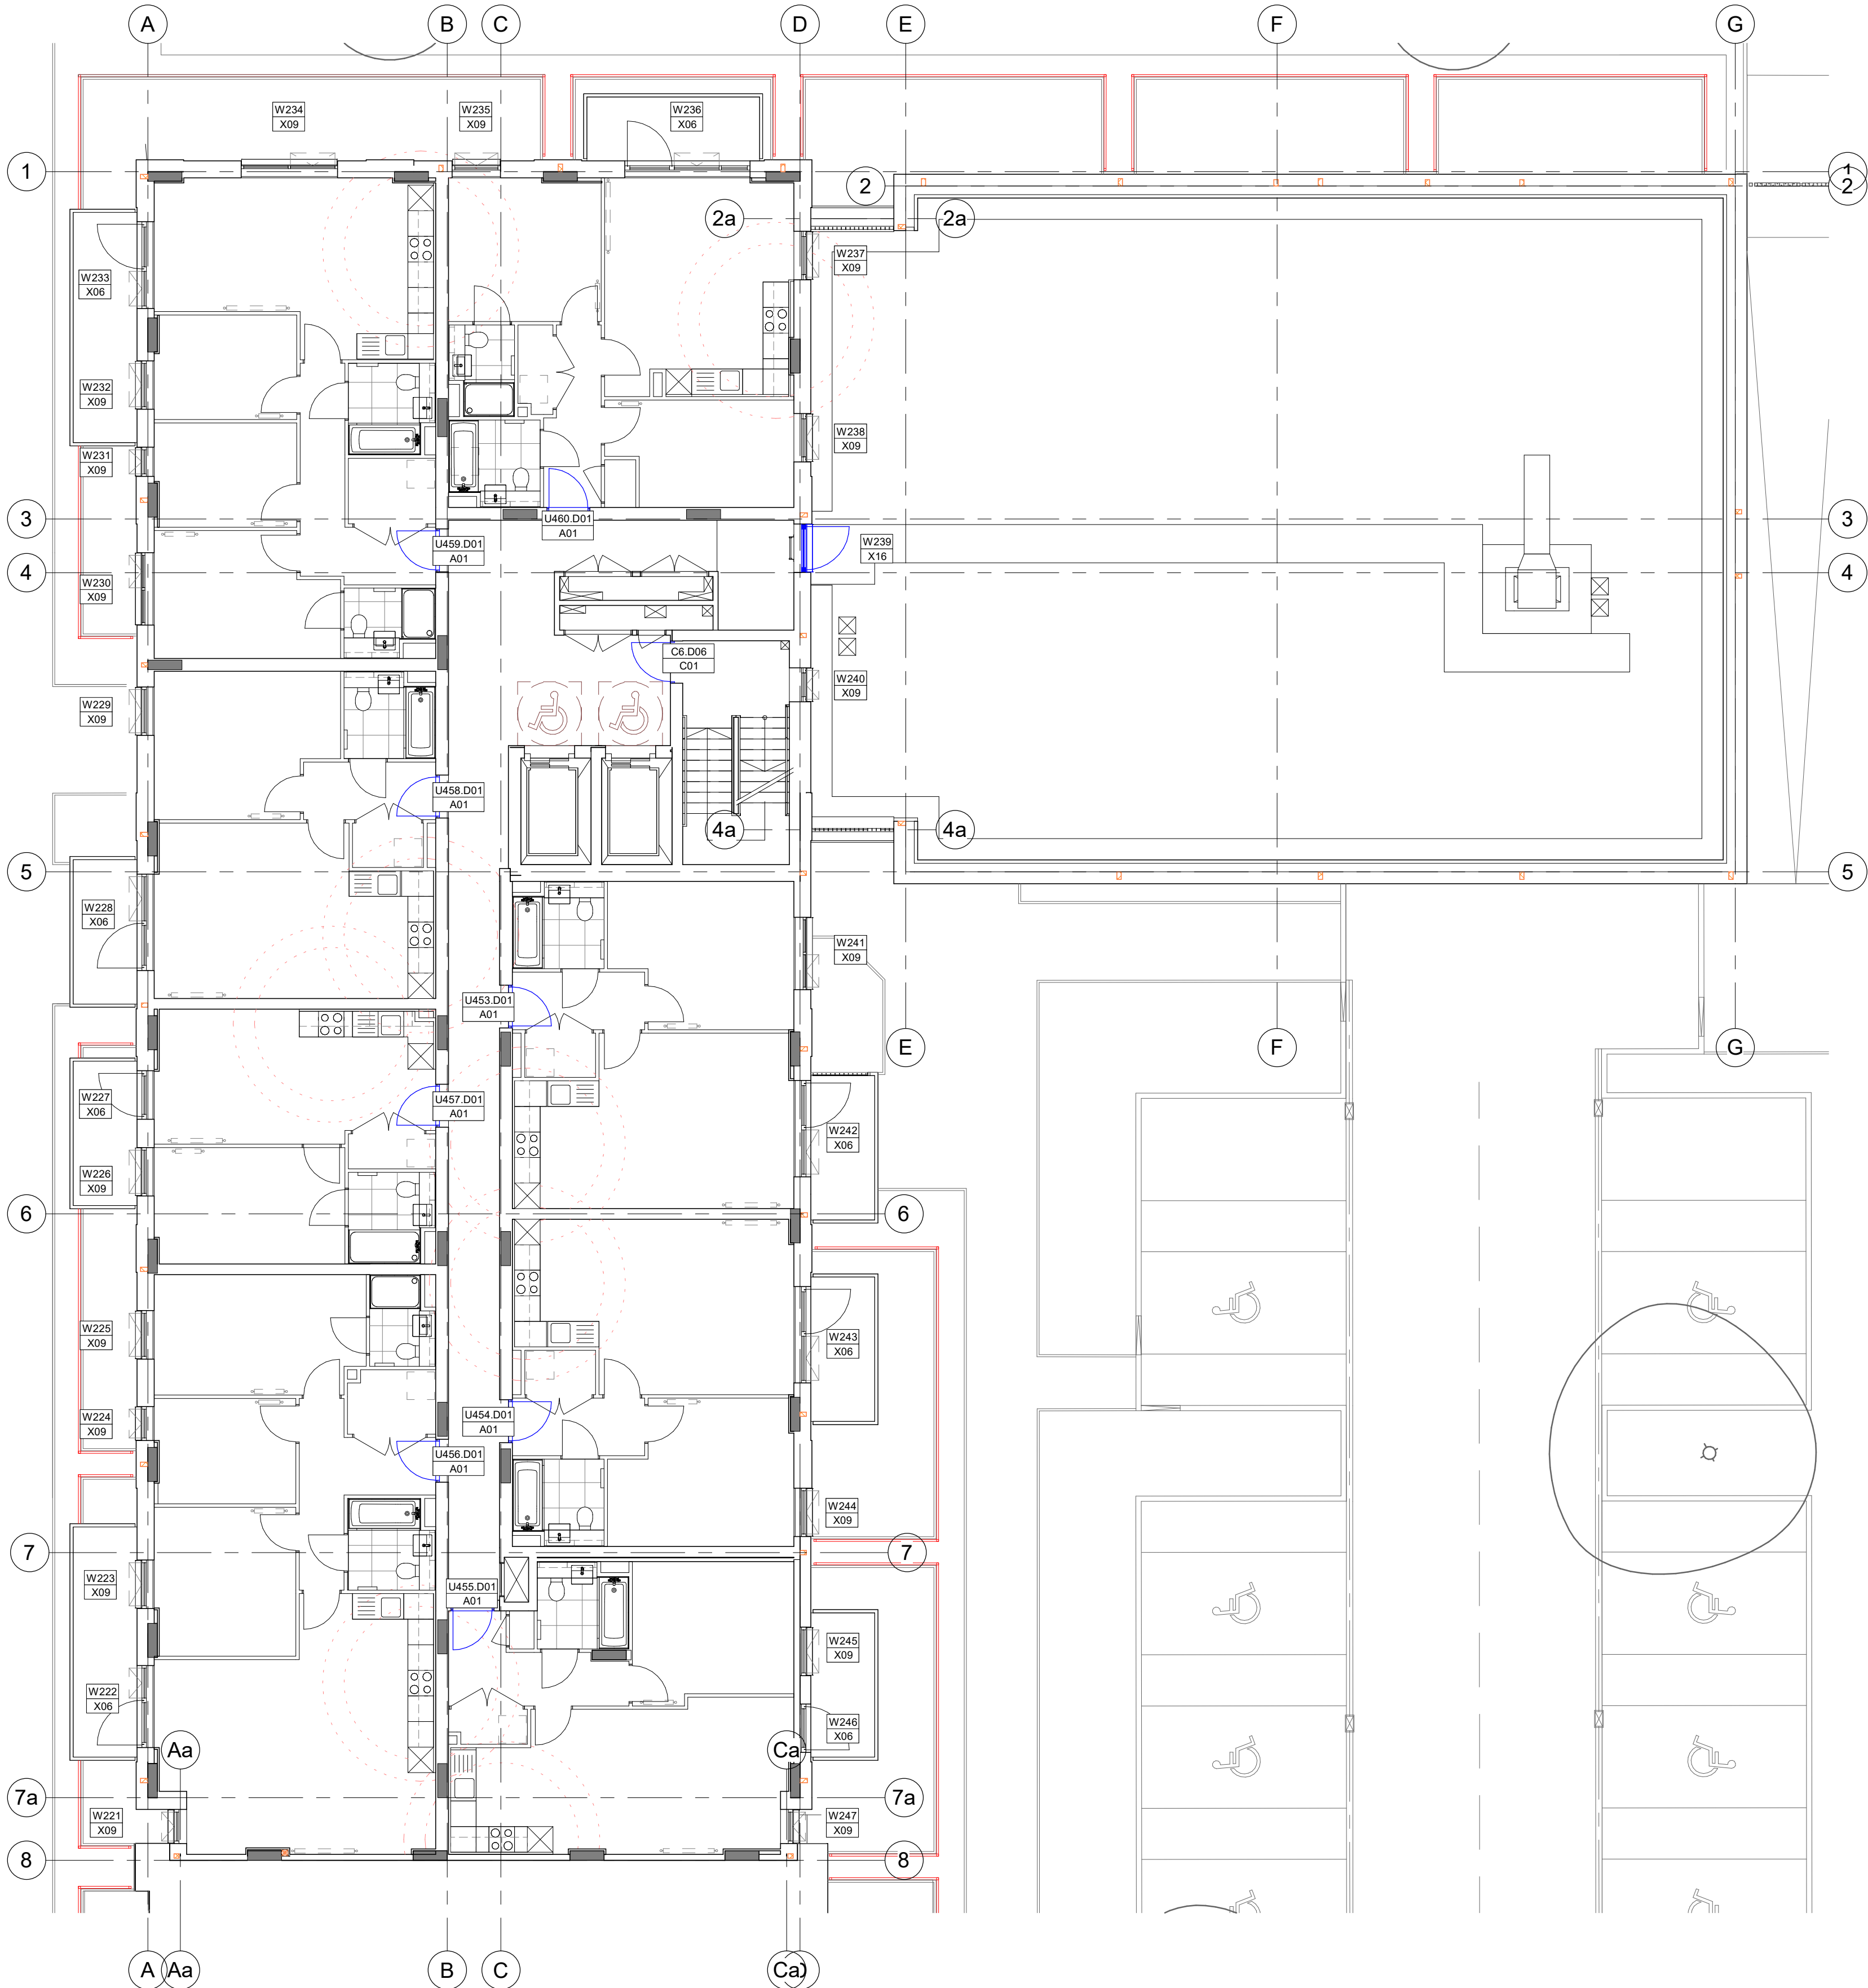 A
B
C
D
E
F
G
W234
X09
W235
X09
W236
X06
1
1
2
2
2a
2a
W237
X09
W233
X06
W232
X09
W238
X09
W231
X09
3
U460.D01
A01
3
W239
X16
U459.D01
A01
4
4
W230
X09
C6.D06
C01
W240
X09
W229
X09
U458.D01
A01
4a
4a
5
5
W228
X06
W241
X09
U453.D01
A01
E
F
G
W227
X06
U457.D01
A01
W242
X06
W226
X09
6
6
W225
X09
W243
X06
W224
X09
U454.D01
A01
U456.D01
A01
W244
X09
7
7
W223
X09
U455.D01
A01
W245
X09
W222
X06
W246
X06
Aa
Ca
7a
7a
W221
X09
W247
X09
8
8
A
Aa
B
C
Ca
D